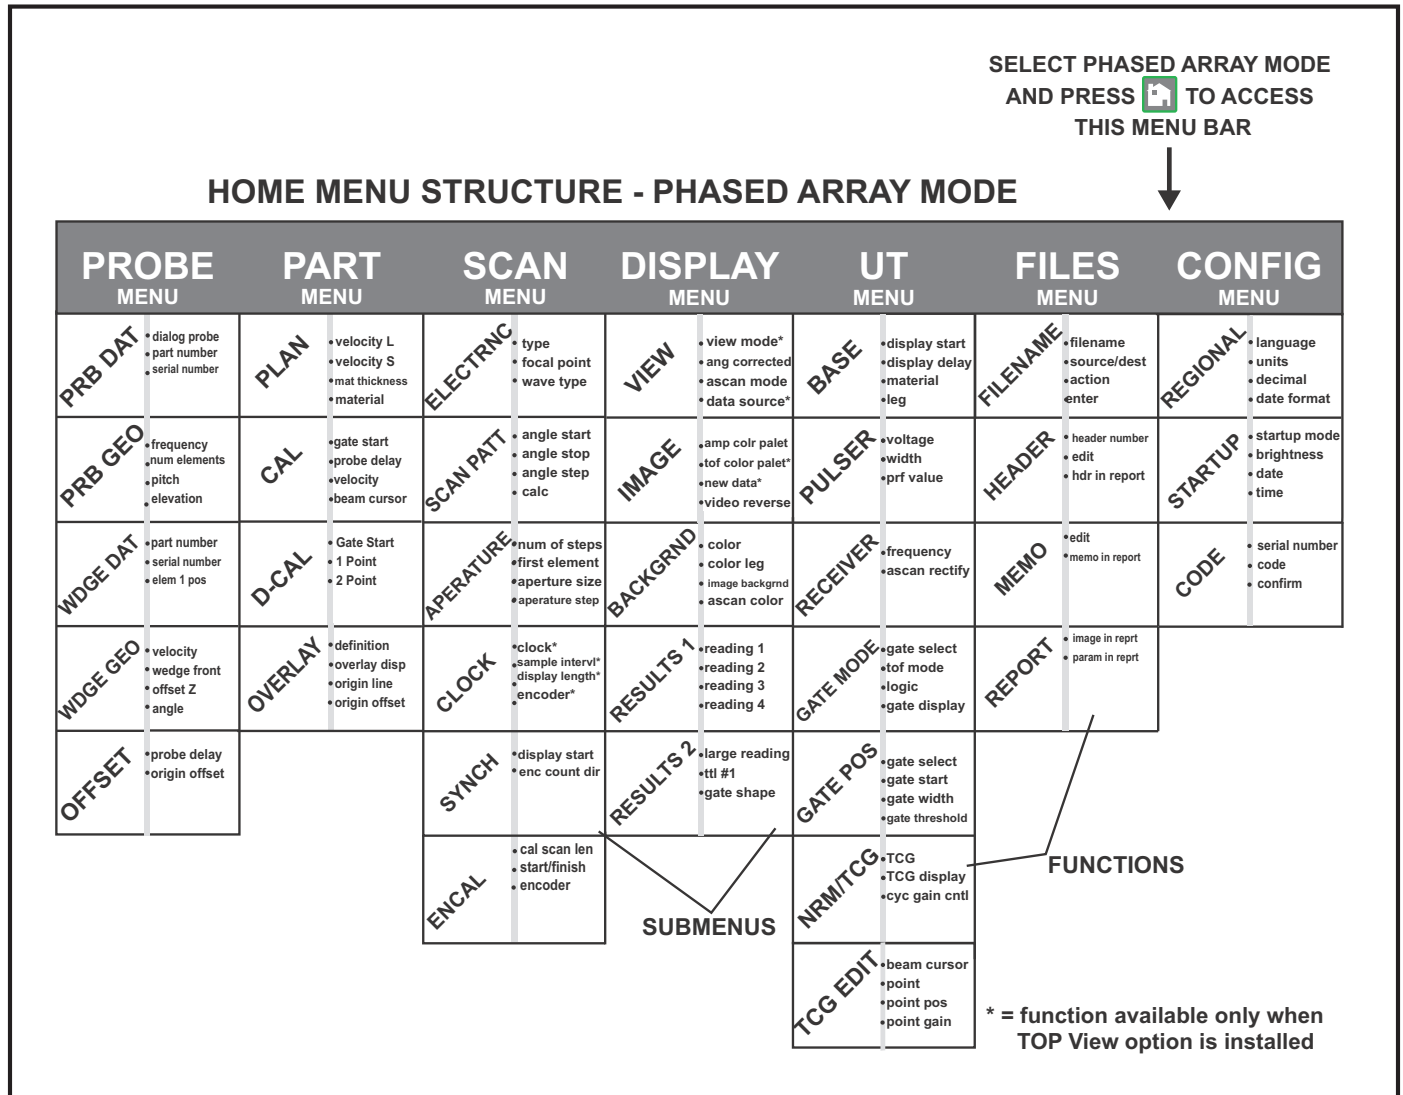 SELECT PHASED ARRAY MODE
AND PRESS TO ACCESS
THIS MENU BAR
HOME MENU STRUCTURE - PHASED ARRAY MODE
PROBE
MENU
PART
MENU
SCAN
MENU
DISPLAY
MENU
UT
MENU
FILES
MENU
CONFIG
MENU
PRB DAT
• dialog probe
• part number
• serial number
PRB GEO
• frequency
• num elements
• pitch
• elevation
WDGE DAT
• part number
• serial number
• elem 1 pos
WDGE GEO
• velocity
• wedge front
• offset Z
• angle
OFFSET
• probe delay
• origin offset
PLAN
• velocity L
• velocity S
• mat thickness
• material
CAL
• gate start
• probe delay
• velocity
• beam cursor
D-CAL
• Gate Start
• 1 Point
• 2 Point
OVERLAY
• definition
• overlay disp
• origin line
• origin offset
ELECTRNC
• type
• focal point
• wave type
SCAN PATT
• angle start
• angle stop
• angle step
• calc
APERATURE
• num of steps
• first element
• aperture size
• aperature step
CLOCK
• clock*
• sample intervl*
display length*
• encoder*
•
SYNCH
• display start
• enc count dir
ENCAL
• cal scan len
• start/finish
• encoder
VIEW
• view mode*
• ang corrected
• ascan mode
• data source*
IMAGE
• amp colr palet
• tof color palet*
• new data*
• video reverse
BACKGRND
• color
• color leg
• image backgrnd
• ascan color
RESULTS 1
• reading 1
• reading 2
• reading 3
• reading 4
RESULTS 2
• large reading
• ttl #1
• gate shape
BASE
• display start
• display delay
• material
• leg
PULSER
• voltage
• width
• prf value
RECEIVER
• frequency
• ascan rectify
GATE MODE
• gate select
• tof mode
• logic
• gate display
GATE POS
• gate select
• gate start
• gate width
• gate threshold
NRM/TCG
• TCG
• TCG display
• cyc gain cntl
TCG EDIT
• beam cursor
• point
• point pos
• point gain
FILENAME
• filename
• source/dest
• action
• enter
HEADER
• header number
• edit
• hdr in report
MEMO
• edit
• memo in report
REPORT
• image in reprt
• param in reprt
REGIONAL
• language
• units
• decimal
• date format
STARTUP
• startup mode
• brightness
• date
• time
CODE
• serial number
• code
• confirm
SUBMENUS
FUNCTIONS
* = function available only when
TOP View option is installed